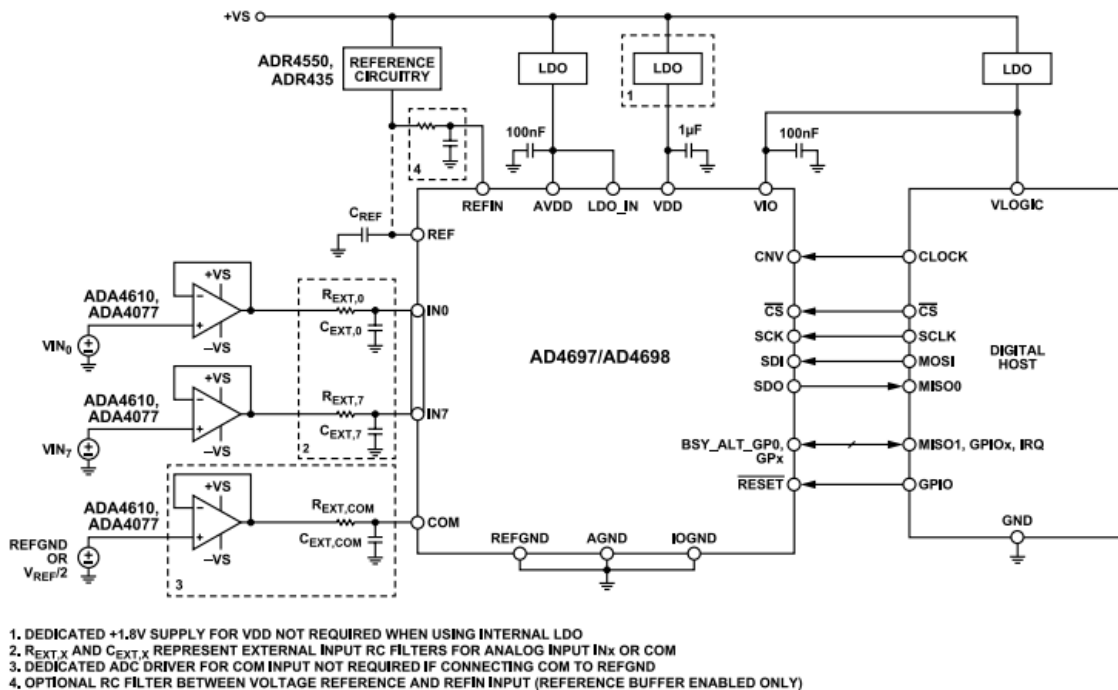 +VS
ADR4550,
ADR435
REFERENCE
CIRCUITRY
LDO
LDO
1
LDO
4
100nF
1µF
100nF
REFIN
AVDD
LDO_IN
VDD
VIO
VLOGIC
CREF
REF
CNV
CLOCK
ADA4610,
ADA4077
+VS
–
+
–VS
VIN0
REXT,0
CEXT,0
IN0
AD4697/AD4698
CS
CS
SCK
SCLK
SDI
MOSI
SDO
MISO0
DIGITAL
HOST
ADA4610,
ADA4077
+VS
–
+
–VS
VIN7
REXT,7
CEXT,7
2
IN7
BSY_ALT_GP0,
GPx
MISO1, GPIOx, IRQ
RESET
GPIO
ADA4610,
ADA4077
+VS
–
+
–VS
REFGND
OR
VREF/2
REXT,COM
CEXT,COM
3
COM
REFGND
AGND
IOGND
GND
1. DEDICATED +1.8V SUPPLY FOR VDD NOT REQUIRED WHEN USING INTERNAL LDO
2. REXT,X AND CEXT,X REPRESENT EXTERNAL INPUT RC FILTERS FOR ANALOG INPUT INx OR COM
3. DEDICATED ADC DRIVER FOR COM INPUT NOT REQUIRED IF CONNECTING COM TO REFGND
4. OPTIONAL RC FILTER BETWEEN VOLTAGE REFERENCE AND REFIN INPUT (REFERENCE BUFFER ENABLED ONLY)